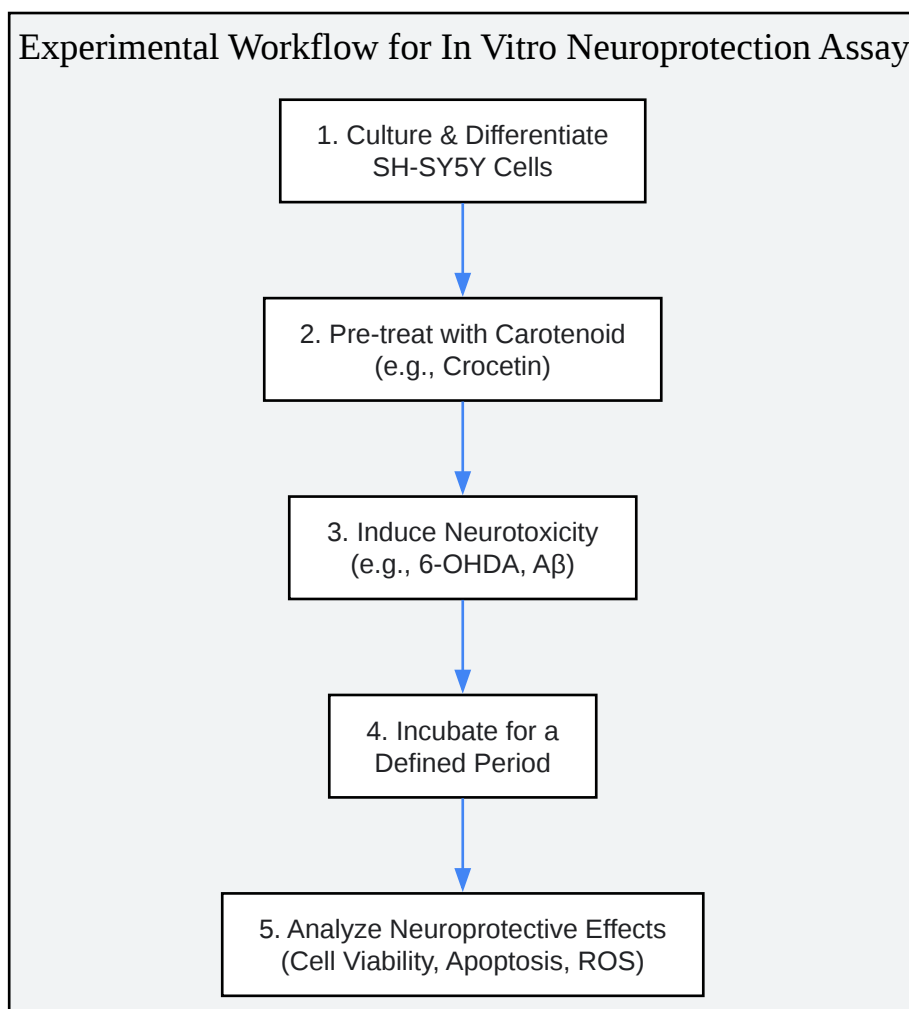 Experimental Workflow for In Vitro Neuroprotection Assay
1. Culture & Differentiate
SH-SY5Y Cells
2. Pre-treat with Carotenoid
(e.g., Crocetin)
3. Induce Neurotoxicity
(e.g., 6-OHDA, Aβ)
4. Incubate for a
Defined Period
5. Analyze Neuroprotective Effects
(Cell Viability, Apoptosis, ROS)